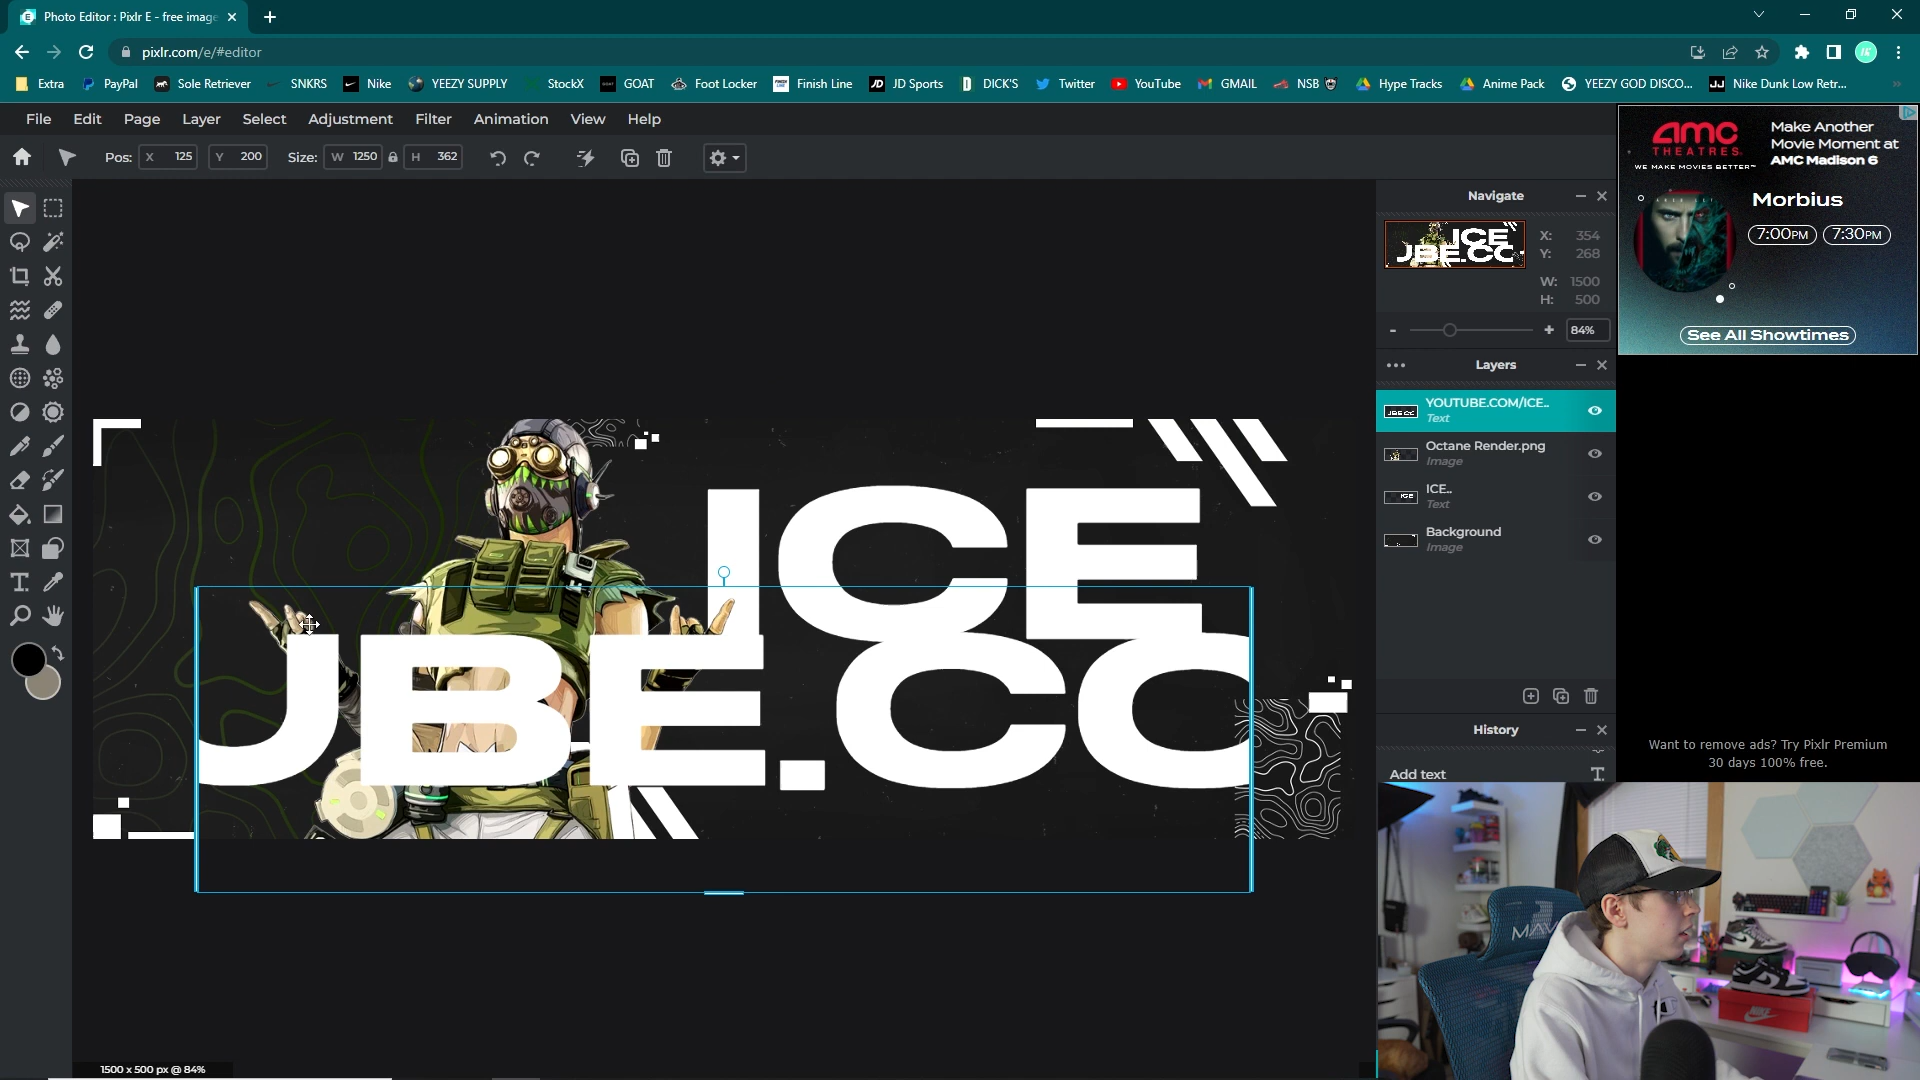 Photo Editor : Pixlr E - free image
pixlr.com/e/#editor
Extra PayPal Sole Retriever SNKRS Nike YEEZY SUPPLY StockX GOAT Foot Locker Finish Line JD Sports DICK'S Twitter YouTube GMAIL NSB Hype Tracks Anime Pack YEEZY GOD DISCO... Nike Dunk Low Retr...
File Edit Page Layer Select Adjustment Filter Animation View Help
Pos: X 125 Y 200 Size: W 1250 H 362
Navigate
X: 354
Y: 268
W: 1500
H: 500
- + 84%
Layers
YOUTUBE.COM/ICE..
Text
Octane Render.png
Image
ICE..
Text
Background
Image
History
Add text
ICE
JBE.CO
1500 x 500 px @ 84%
amc
THEATRES
WE MAKE MOVIES BETTER™
Make Another
Movie Moment at
AMC Madison 6
Morbius
7:00PM 7:30PM
See All Showtimes
Want to remove ads? Try Pixlr Premium
30 days 100% free.